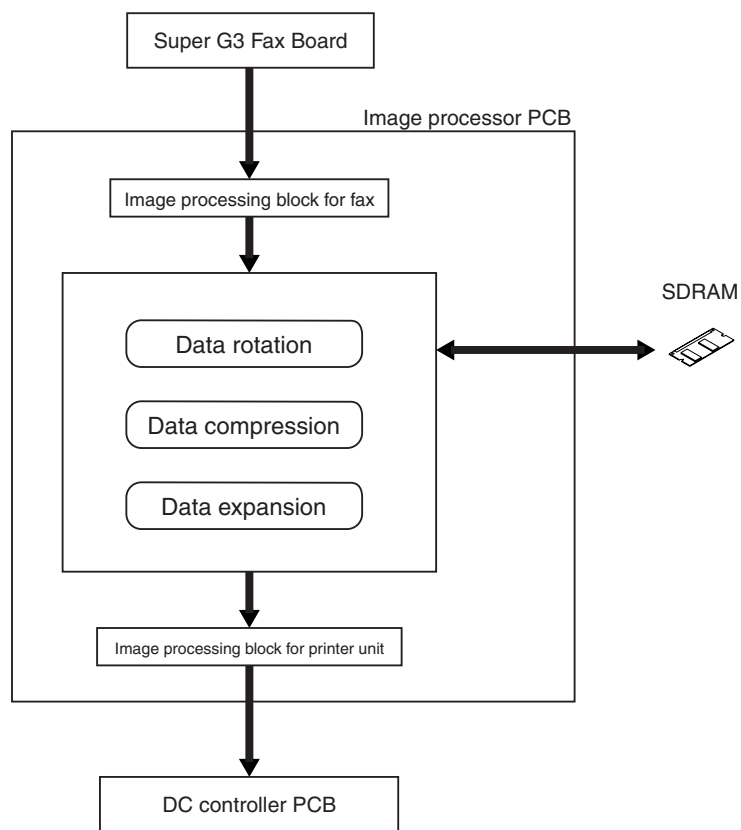 Super G3 Fax Board
Image processor PCB
Image processing block for fax
SDRAM
Data rotation
Data compression
Data expansion
Image processing block for printer unit
DC controller PCB